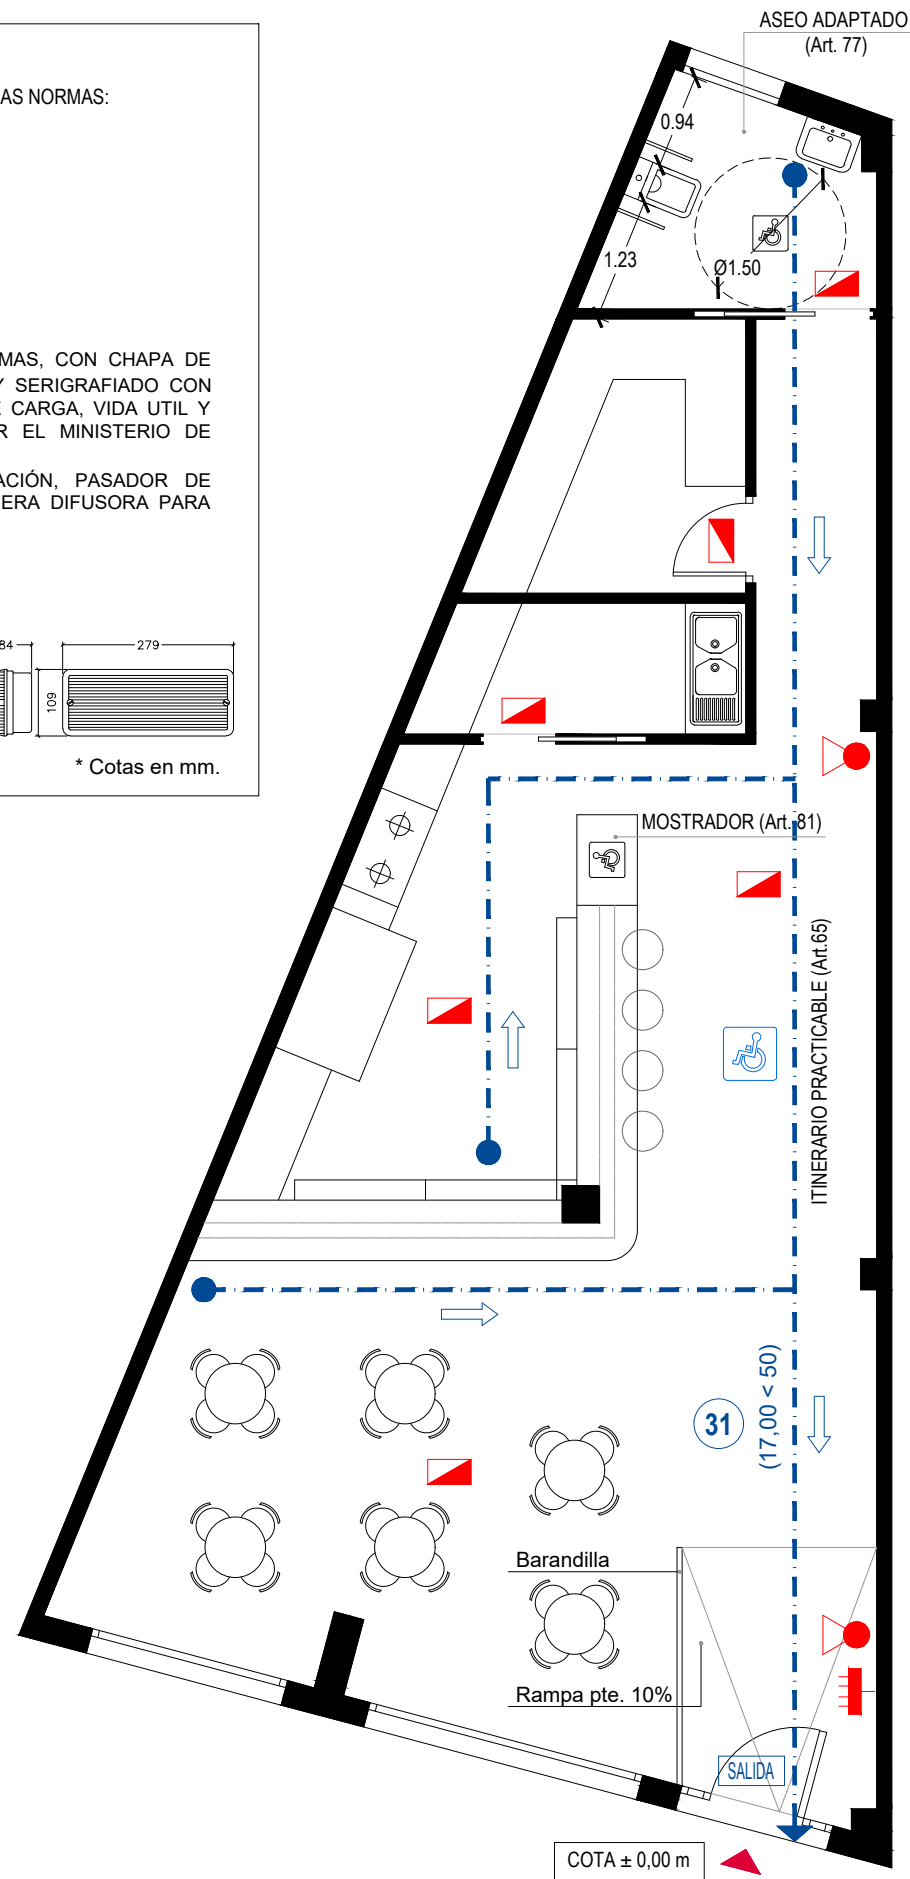 ASEO ADAPTADO
(Art. 77)
AS NORMAS:
0.94
1.23
Ø1.50
MAS, CON CHAPA DE
Y SERIGRAFIADO CON
E CARGA, VIDA UTIL Y
R EL MINISTERIO DE
ACIÓN, PASADOR DE
ERA DIFUSORA PARA
84
279
109
* Cotas en mm.
MOSTRADOR (Art. 81)
ITINERARIO PRACTICABLE (Art.65)
31
(17,00 < 50)
Barandilla
Rampa pte. 10%
SALIDA
COTA ± 0,00 m